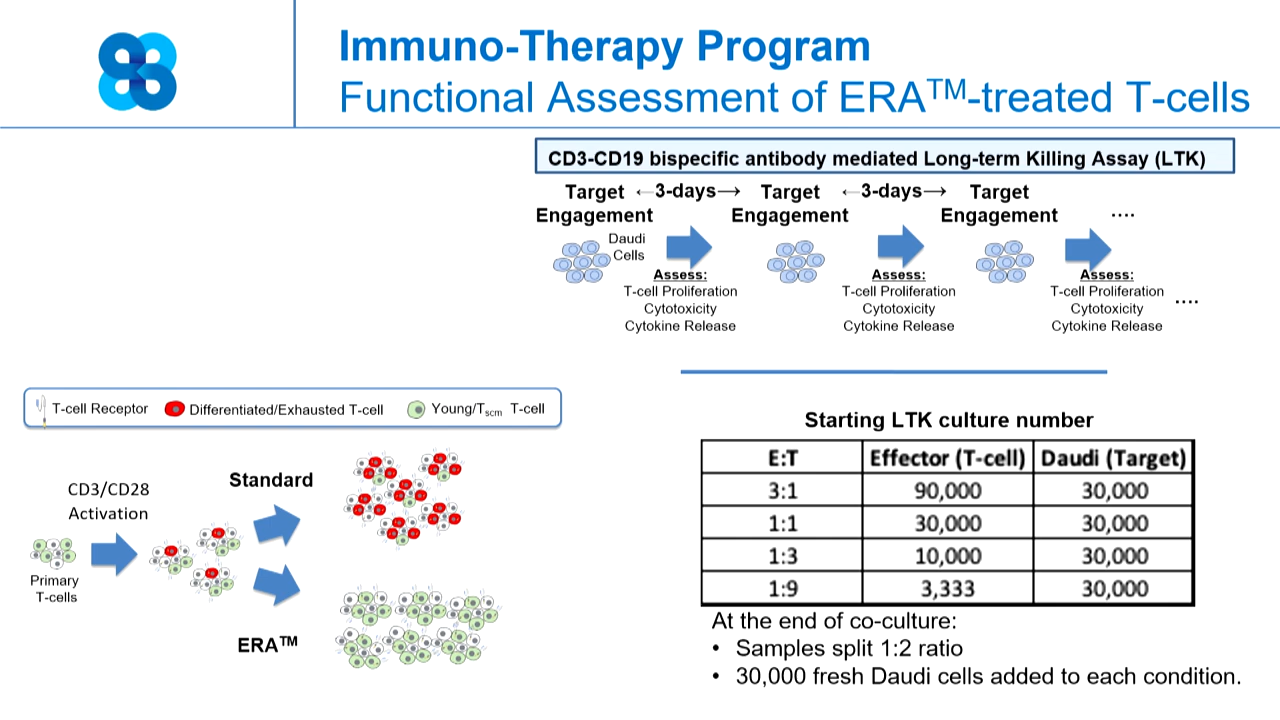 Immuno-Therapy Program
Functional Assessment of ERA™-treated T-cells
CD3-CD19 bispecific antibody mediated Long-term Killing Assay (LTK)
Target ←3-days→ Target ←3-days→ Target
Engagement Engagement Engagement ....
Daudi
Cells
Assess: Assess: Assess:
T-cell Proliferation T-cell Proliferation T-cell Proliferation ....
Cytotoxicity Cytotoxicity Cytotoxicity
Cytokine Release Cytokine Release Cytokine Release
T-cell Receptor Differentiated/Exhausted T-cell Young/Tscm T-cell
CD3/CD28
Activation
Standard
Primary
T-cells
ERA™
Starting LTK culture number
E:T Effector (T-cell) Daudi (Target)
3:1 90,000 30,000
1:1 30,000 30,000
1:3 10,000 30,000
1:9 3,333 30,000
At the end of co-culture:
• Samples split 1:2 ratio
• 30,000 fresh Daudi cells added to each condition.